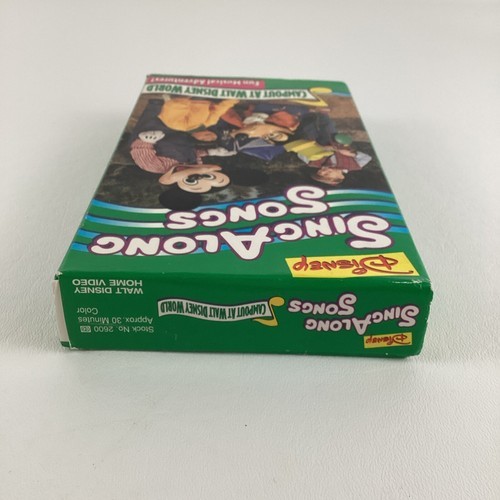 Disney
SING ALONG
SONGS
CAMPOUT AT WALT DISNEY WORLD
Fun Musical Adventures!
Disney
SING ALONG
SONGS
CAMPOUT AT WALT DISNEY WORLD
WALT DISNEY
HOME VIDEO
Stock No. 2600
Approx. 30 Minutes
Color